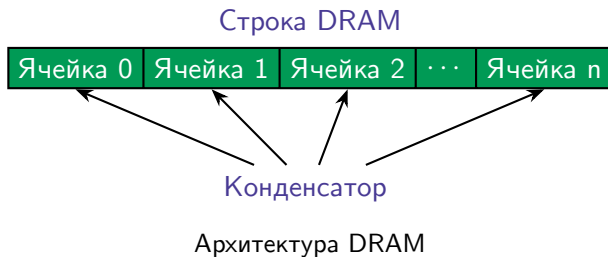 Строка DRAM
Ячейка 0 Ячейка 1 Ячейка 2 ··· Ячейка n
Конденсатор
Архитектура DRAM